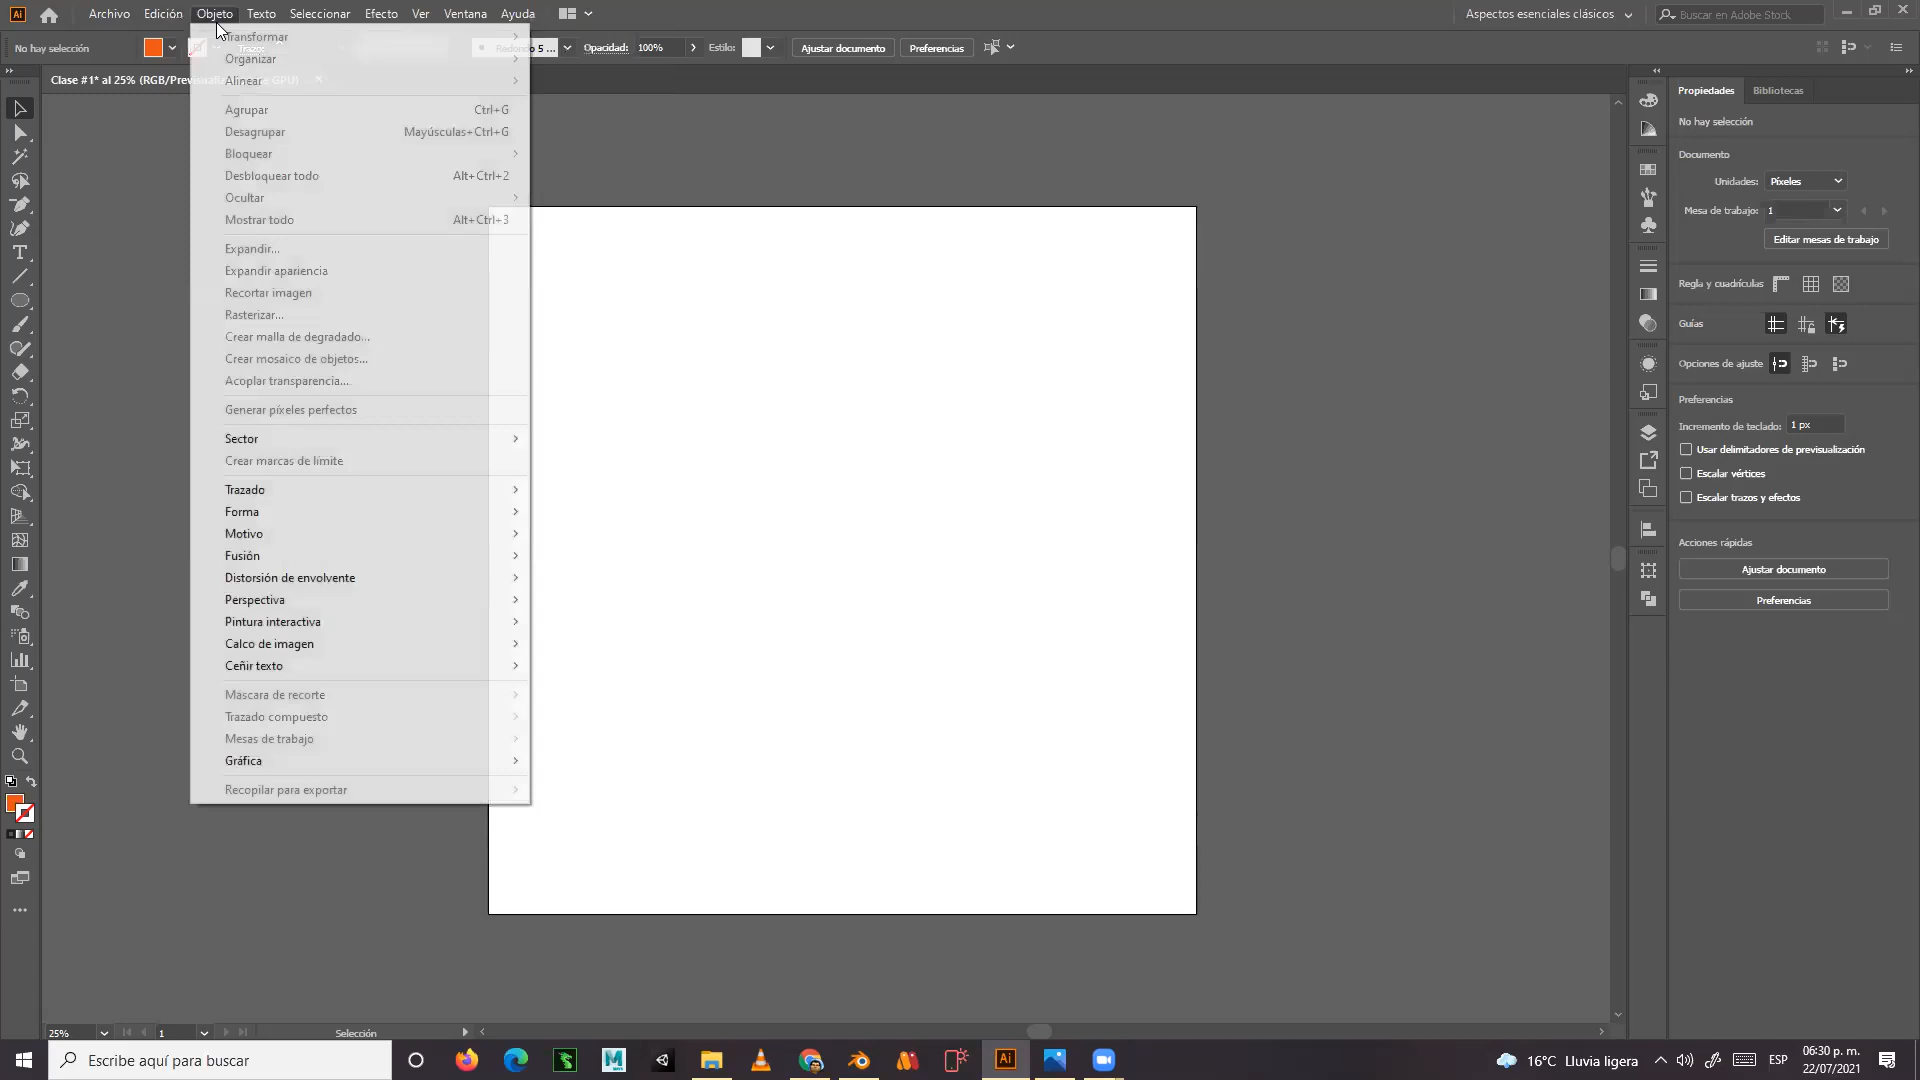 Ai Archivo Edición Objeto Texto Seleccionar Efecto Ver Ventana Ayuda Aspectos esenciales clásicos Buscar en Adobe Stock
No hay selección Trazo: Redondo 5 ... Opacidad: 100% Estilo: Ajustar documento Preferencias
Clase #1* al 25% (RGB/Previsualizar GPU)
Transformar
Organizar
Alinear
Agrupar Ctrl+G
Desagrupar Mayúsculas+Ctrl+G
Bloquear
Desbloquear todo Alt+Ctrl+2
Ocultar
Mostrar todo Alt+Ctrl+3
Expandir...
Expandir apariencia
Recortar imagen
Rasterizar...
Crear malla de degradado...
Crear mosaico de objetos...
Acoplar transparencia...
Generar píxeles perfectos
Sector
Crear marcas de límite
Trazado
Forma
Motivo
Fusión
Distorsión de envolvente
Perspectiva
Pintura interactiva
Calco de imagen
Ceñir texto
Máscara de recorte
Trazado compuesto
Mesas de trabajo
Gráfica
Recopilar para exportar
Propiedades Bibliotecas
No hay selección
Documento
Unidades: Píxeles
Mesa de trabajo: 1
Editar mesas de trabajo
Regla y cuadrículas
Guías
Opciones de ajuste
Preferencias
Incremento de teclado: 1 px
Usar delimitadores de previsualización
Escalar vértices
Escalar trazos y efectos
Acciones rápidas
Ajustar documento
Preferencias
25% 1 Selección
Escribe aquí para buscar Ai 16°C Lluvia ligera ESP
06:30 p. m.
22/07/2021